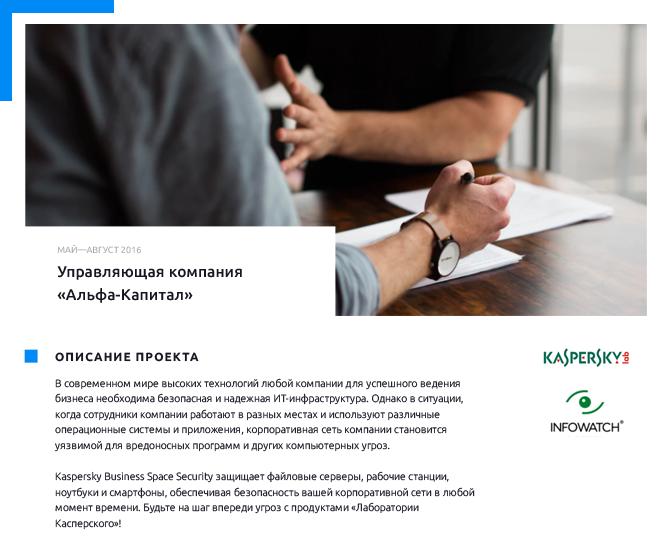 МАЙ—АВГУСТ 2016
Управляющая компания
«Альфа-Капитал»
ОПИСАНИЕ ПРОЕКТА
В современном мире высоких технологий любой компании для успешного ведения
бизнеса необходима безопасная и надежная ИТ-инфраструктура. Однако в ситуации,
когда сотрудники компании работают в разных местах и используют различные
операционные системы и приложения, корпоративная сеть компании становится
уязвимой для вредоносных программ и других компьютерных угроз.
Kaspersky Business Space Security защищает файловые серверы, рабочие станции,
ноутбуки и смартфоны, обеспечивая безопасность вашей корпоративной сети в любой
момент времени. Будьте на шаг впереди угроз с продуктами «Лаборатории
Касперского»!
KASPERSKY lab
INFOWATCH®